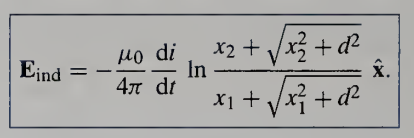 E_ind = −(μ₀/4π) (di/dt) ln [(x₂ + √(x₂² + d²)) / (x₁ + √(x₁² + d²))] x̂.